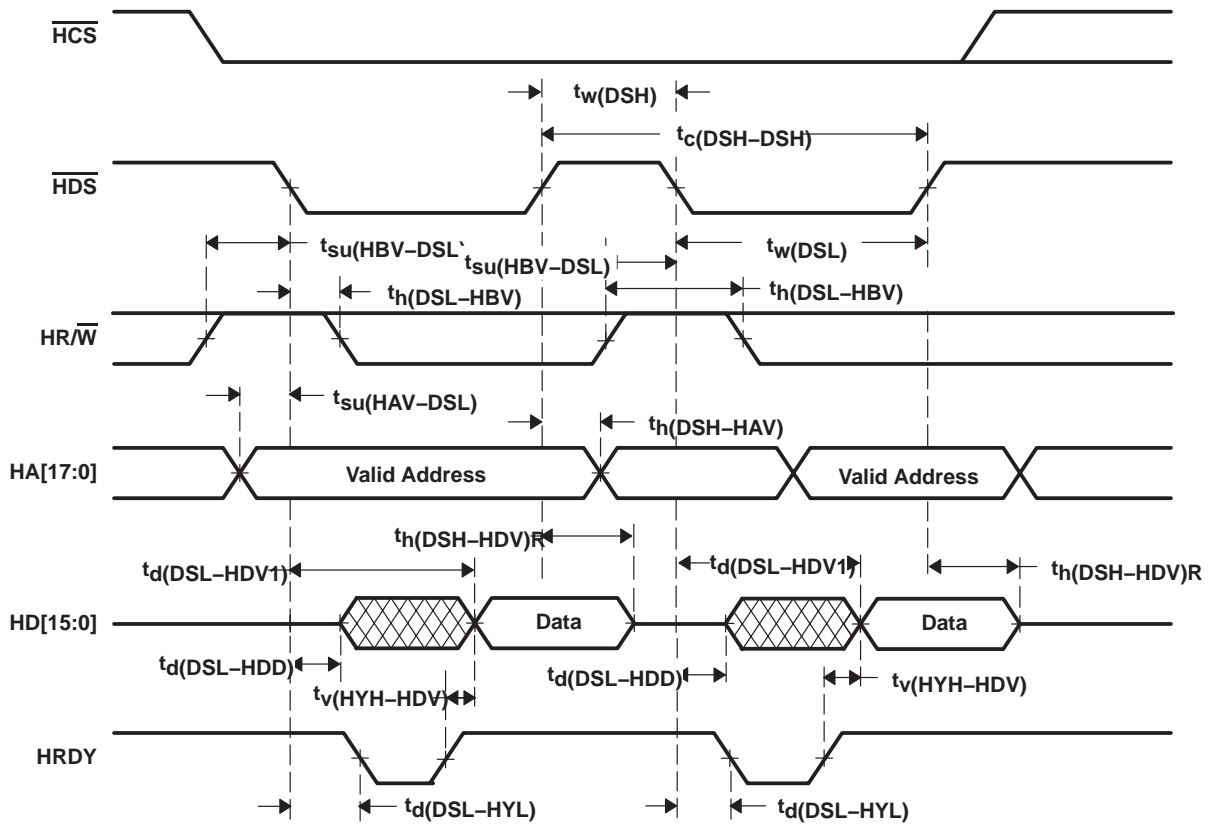 HCS
tw(DSH)
tc(DSH–DSH)
HDS
tsu(HBV–DSL)
tsu(HBV–DSL)
tw(DSL)
th(DSL–HBV)
th(DSL–HBV)
HR/W
tsu(HAV–DSL)
th(DSH–HAV)
HA[17:0]
Valid Address
Valid Address
th(DSH–HDV)R
td(DSL–HDV1)
td(DSL–HDV1)
th(DSH–HDV)R
HD[15:0]
Data
Data
td(DSL–HDD)
td(DSL–HDD)
tv(HYH–HDV)
tv(HYH–HDV)
HRDY
td(DSL–HYL)
td(DSL–HYL)